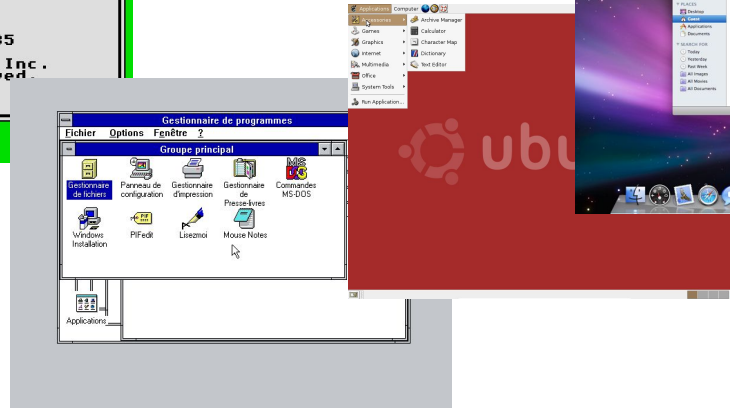 35
Inc.
ved.
Gestionnaire de programmes
Fichier Options Fenêtre ?
Groupe principal
Gestionnaire
de fichiers
Panneau de
configuration
Gestionnaire
d'impression
Gestionnaire
de
Presse-livres
Commandes
MS-DOS
Windows
Installation
PIFedit
Lisezmoi
Mouse Notes
Applications
Applications Computer
Accessories
Games
Graphics
Internet
Multimedia
Office
System Tools
Run Application...
Archive Manager
Calculator
Character Map
Dictionary
Text Editor
ubu
PLACES
Desktop
Guest
Applications
Documents
SEARCH FOR
Today
Yesterday
Past Week
All Images
All Movies
All Documents